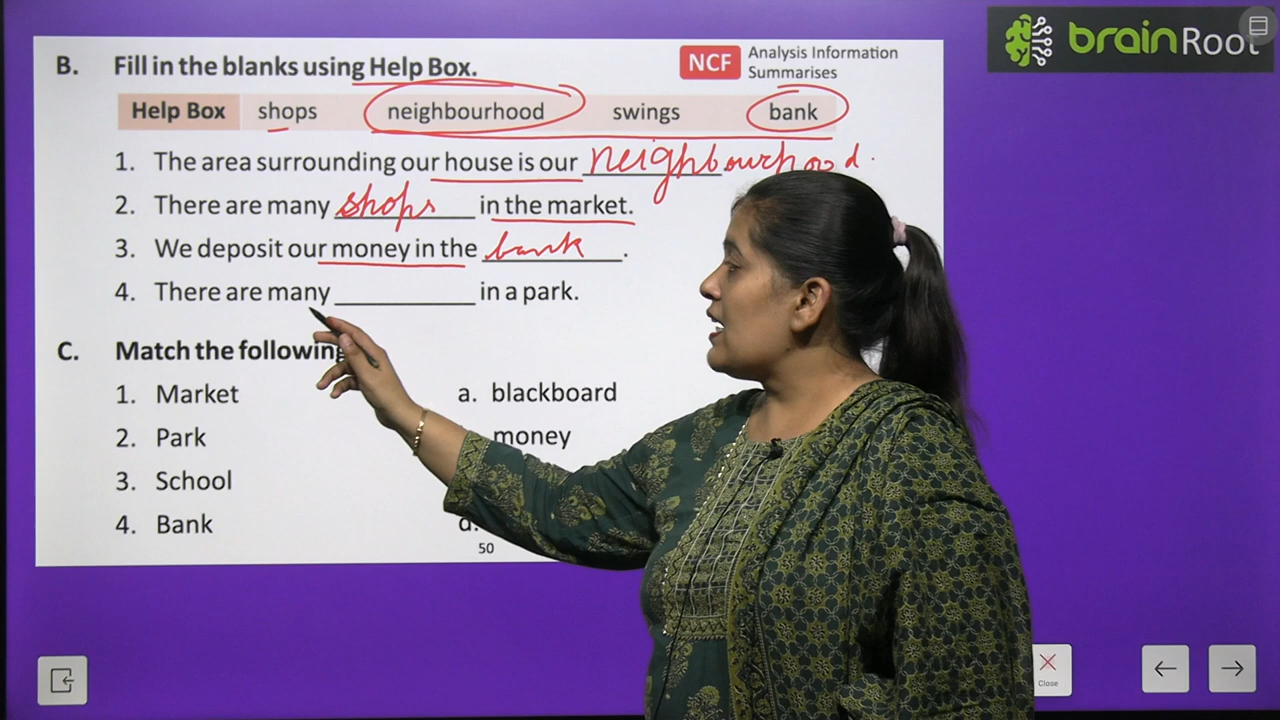 brainRoot
B. Fill in the blanks using Help Box.
NCF Analysis Information
Summarises
Help Box shops neighbourhood swings bank
1. The area surrounding our house is our neighbourhood.
2. There are many shops in the market.
3. We deposit our money in the bank.
4. There are many __________ in a park.
C. Match the following
1. Market a. blackboard
2. Park money
3. School
4. Bank d.
50
Close